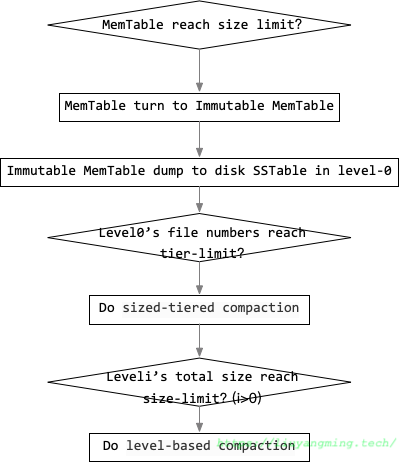 MemTable reach size limit?
MemTable turn to Immutable MemTable
Immutable MemTable dump to disk SSTable in level-0
Level0's file numbers reach
tier-limit?
Do sized-tiered compaction
Leveli's total size reach
size-limit? (i>0)
Do level-based compaction